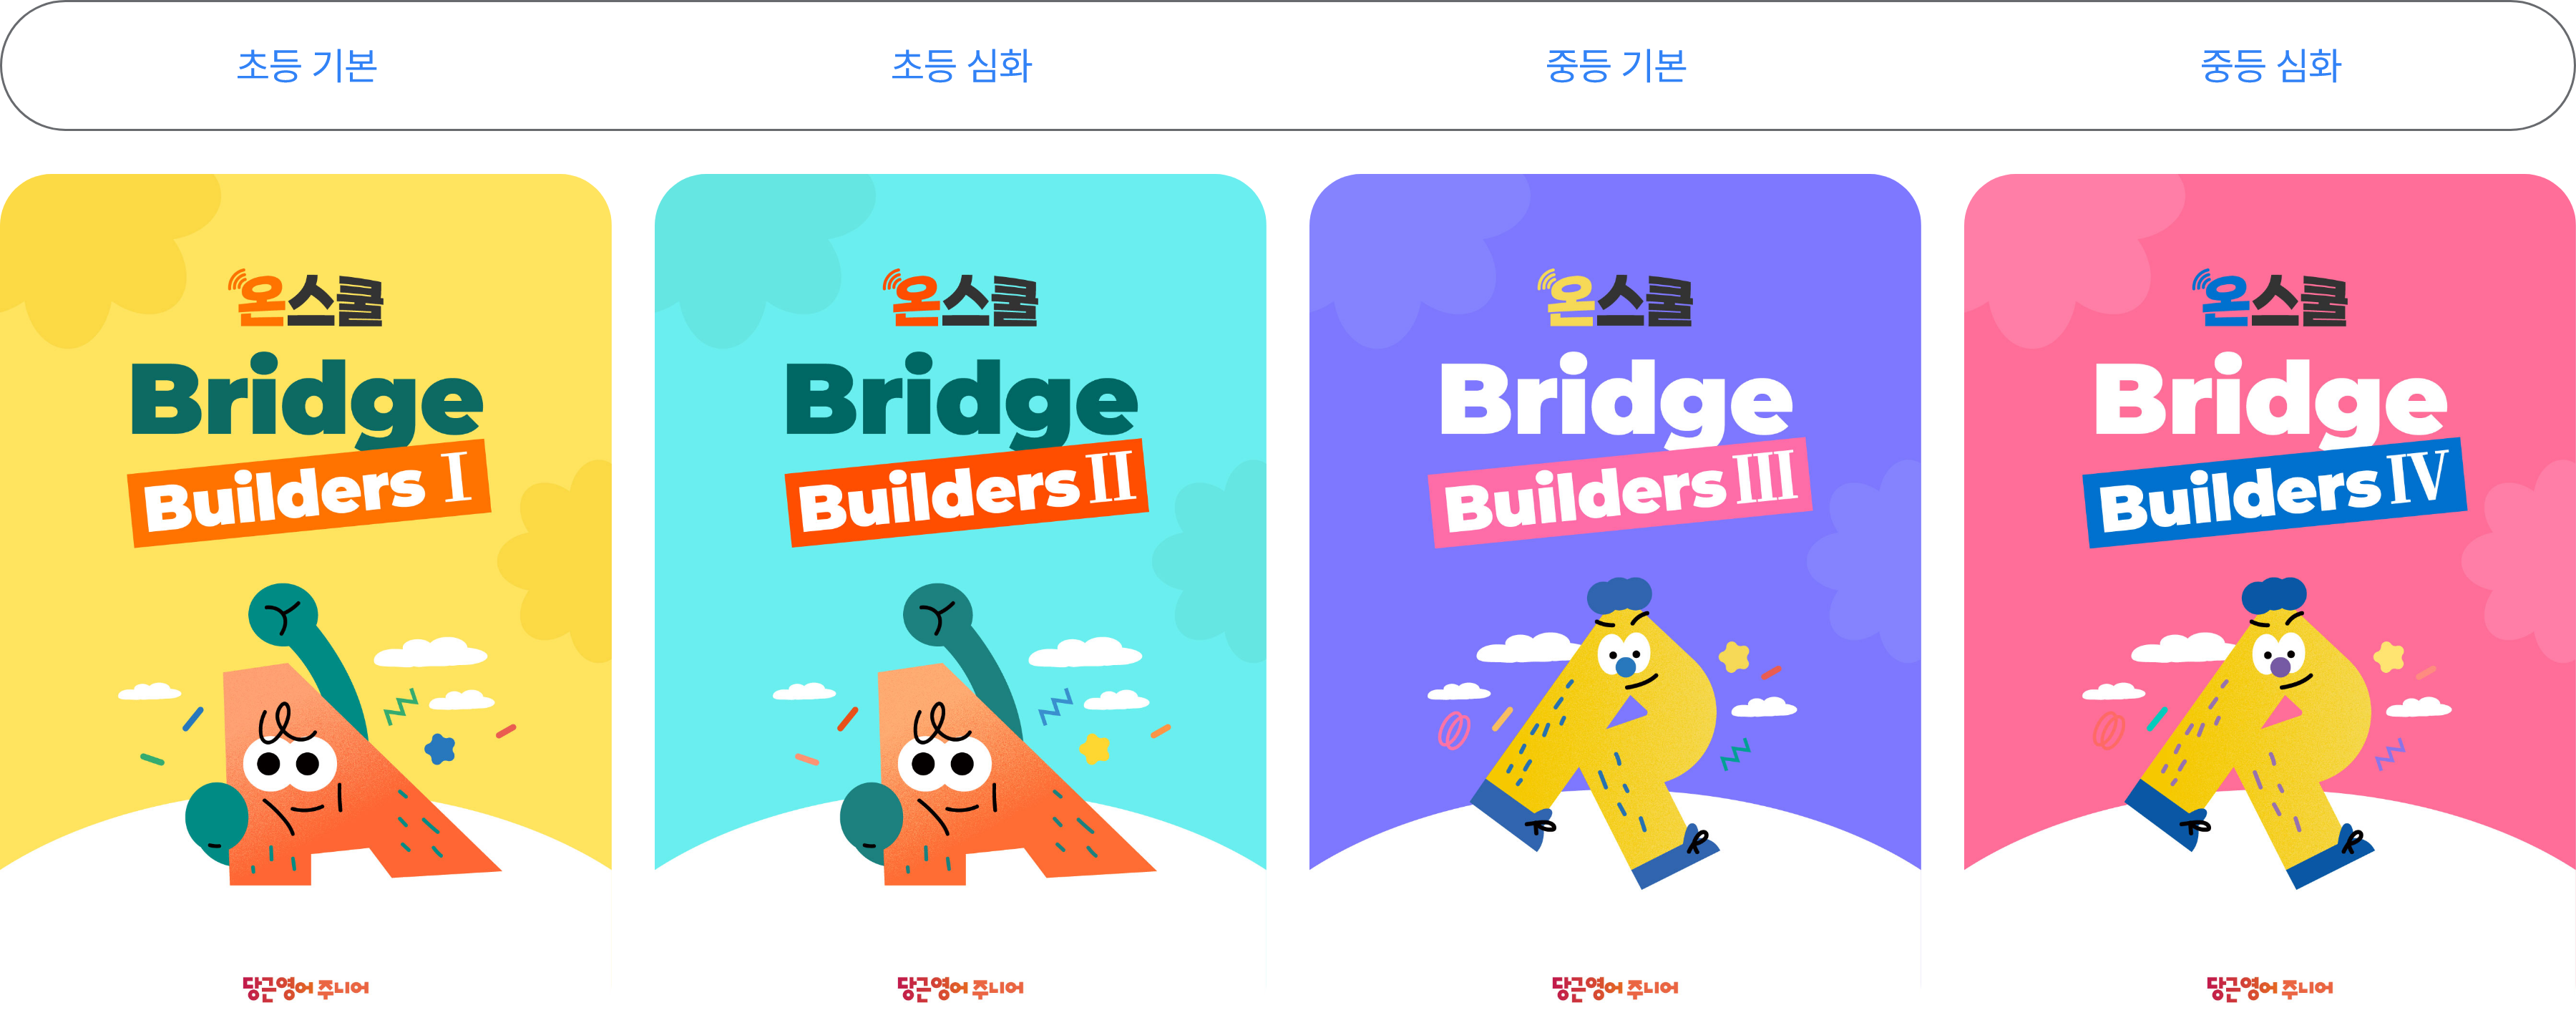 초등 기본
초등 심화
중등 기본
중등 심화
온스쿨
Bridge
Builders I
당근영어 주니어
온스쿨
Bridge
Builders II
당근영어 주니어
온스쿨
Bridge
Builders III
당근영어 주니어
온스쿨
Bridge
Builders IV
당근영어 주니어